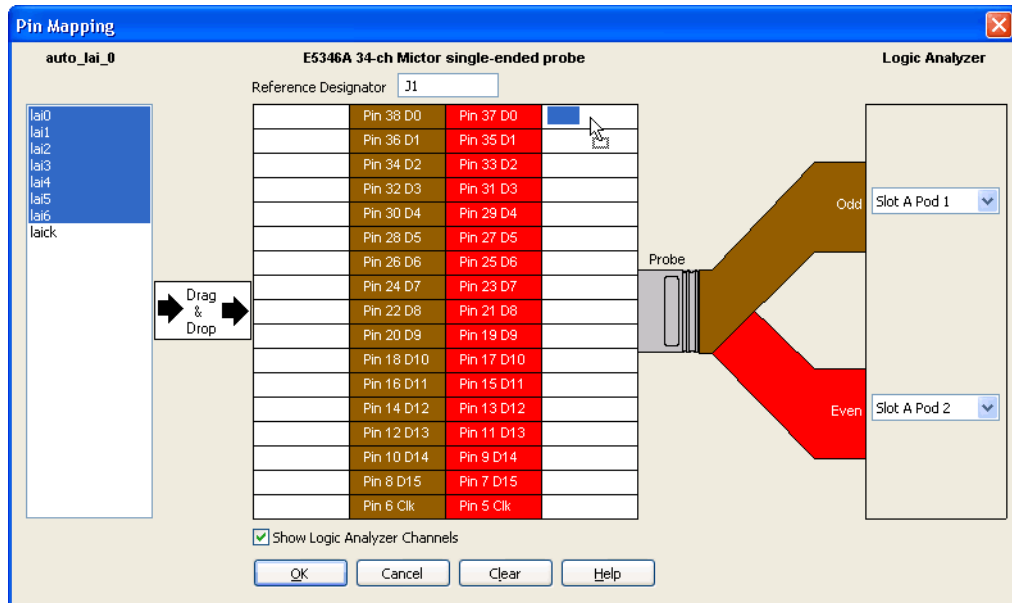 Pin Mapping
auto_lai_0 E5346A 34-ch Mictor single-ended probe Logic Analyzer
Reference Designator J1
lai0
lai1
lai2
lai3
lai4
lai5
lai6
laick
Drag
&
Drop
Pin 38 D0 Pin 37 D0
Pin 36 D1 Pin 35 D1
Pin 34 D2 Pin 33 D2
Pin 32 D3 Pin 31 D3
Pin 30 D4 Pin 29 D4
Pin 28 D5 Pin 27 D5
Pin 26 D6 Pin 25 D6
Pin 24 D7 Pin 23 D7
Pin 22 D8 Pin 21 D8
Pin 20 D9 Pin 19 D9
Pin 18 D10 Pin 17 D10
Pin 16 D11 Pin 15 D11
Pin 14 D12 Pin 13 D12
Pin 12 D13 Pin 11 D13
Pin 10 D14 Pin 9 D14
Pin 8 D15 Pin 7 D15
Pin 6 Clk Pin 5 Clk
Probe
Odd Slot A Pod 1
Even Slot A Pod 2
Show Logic Analyzer Channels
OK Cancel Clear Help